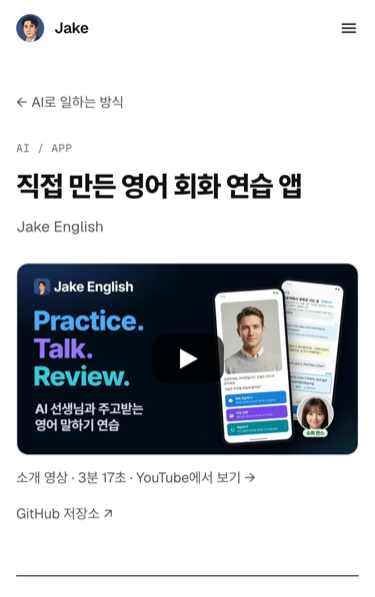 Jake
← AI로 일하는 방식
AI / APP
직접 만든 영어 회화 연습 앱
Jake English
Jake English
Practice.
Talk.
Review.
AI 선생님과 주고받는
영어 말하기 연습
소개 영상 · 3분 17초 · YouTube에서 보기 →
GitHub 저장소 ↗